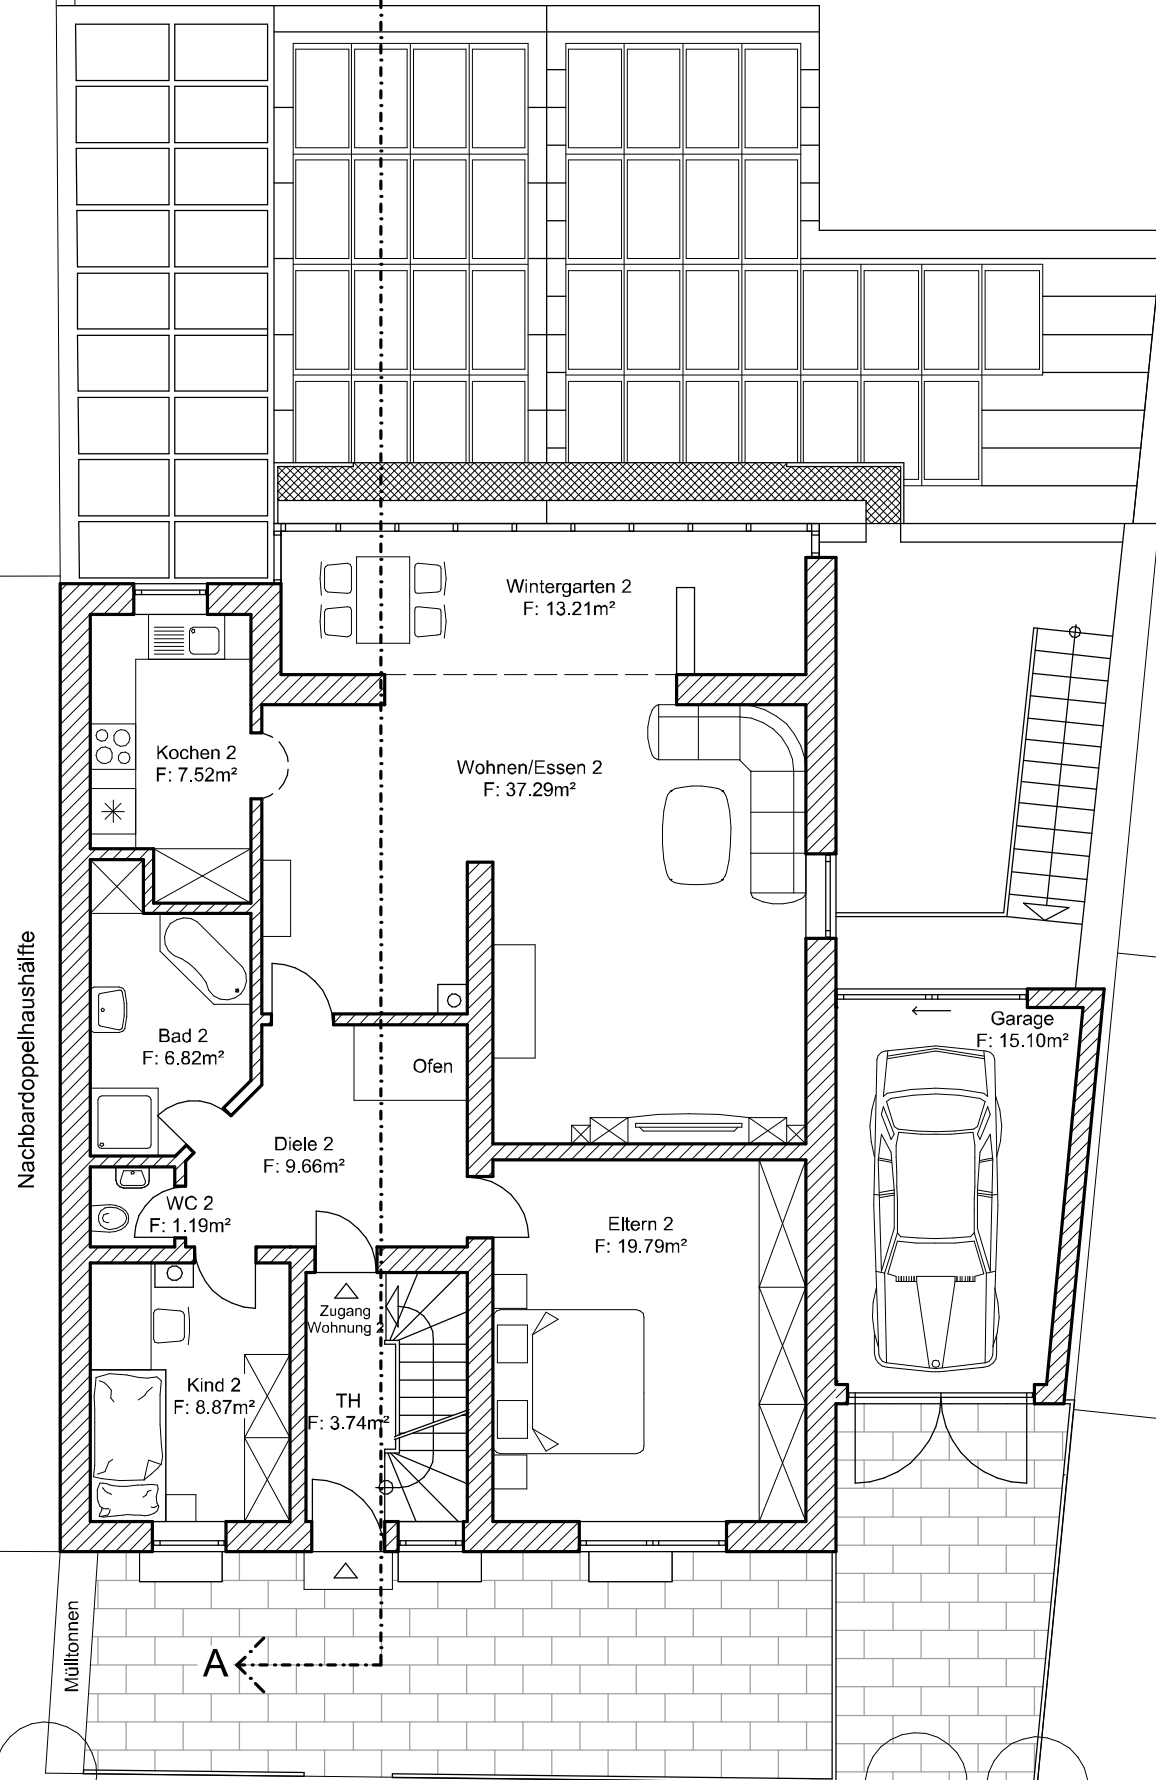 Wintergarten 2
F: 13.21m²
Kochen 2
F: 7.52m²
Wohnen/Essen 2
F: 37.29m²
Nachbardoppelhaushälfte
Bad 2
F: 6.82m²
Ofen
Garage
F: 15.10m²
Diele 2
F: 9.66m²
WC 2
F: 1.19m²
Eltern 2
F: 19.79m²
Zugang
Wohnung 2
Kind 2
F: 8.87m²
TH
F: 3.74m²
Mülltonnen
A